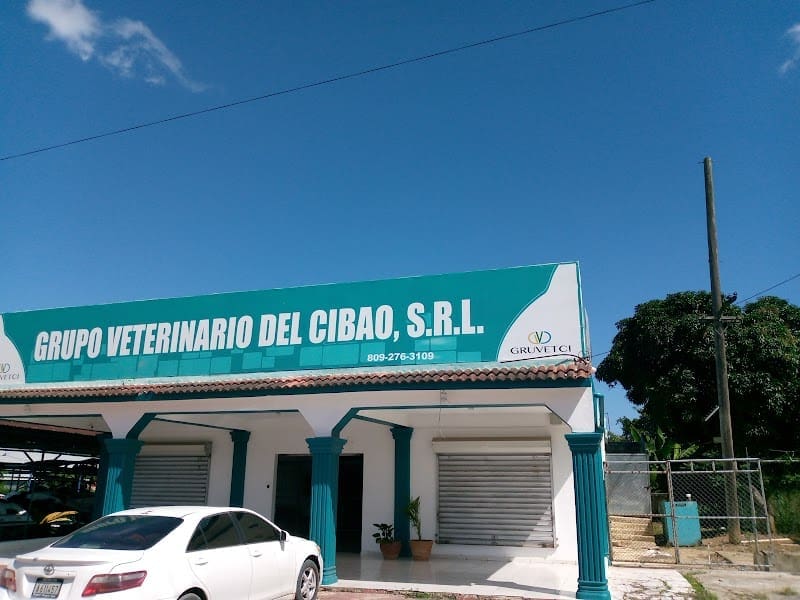 GRUPO VETERINARIO DEL CIBAO, S.R.L.
809-276-3109
GRUVETCI